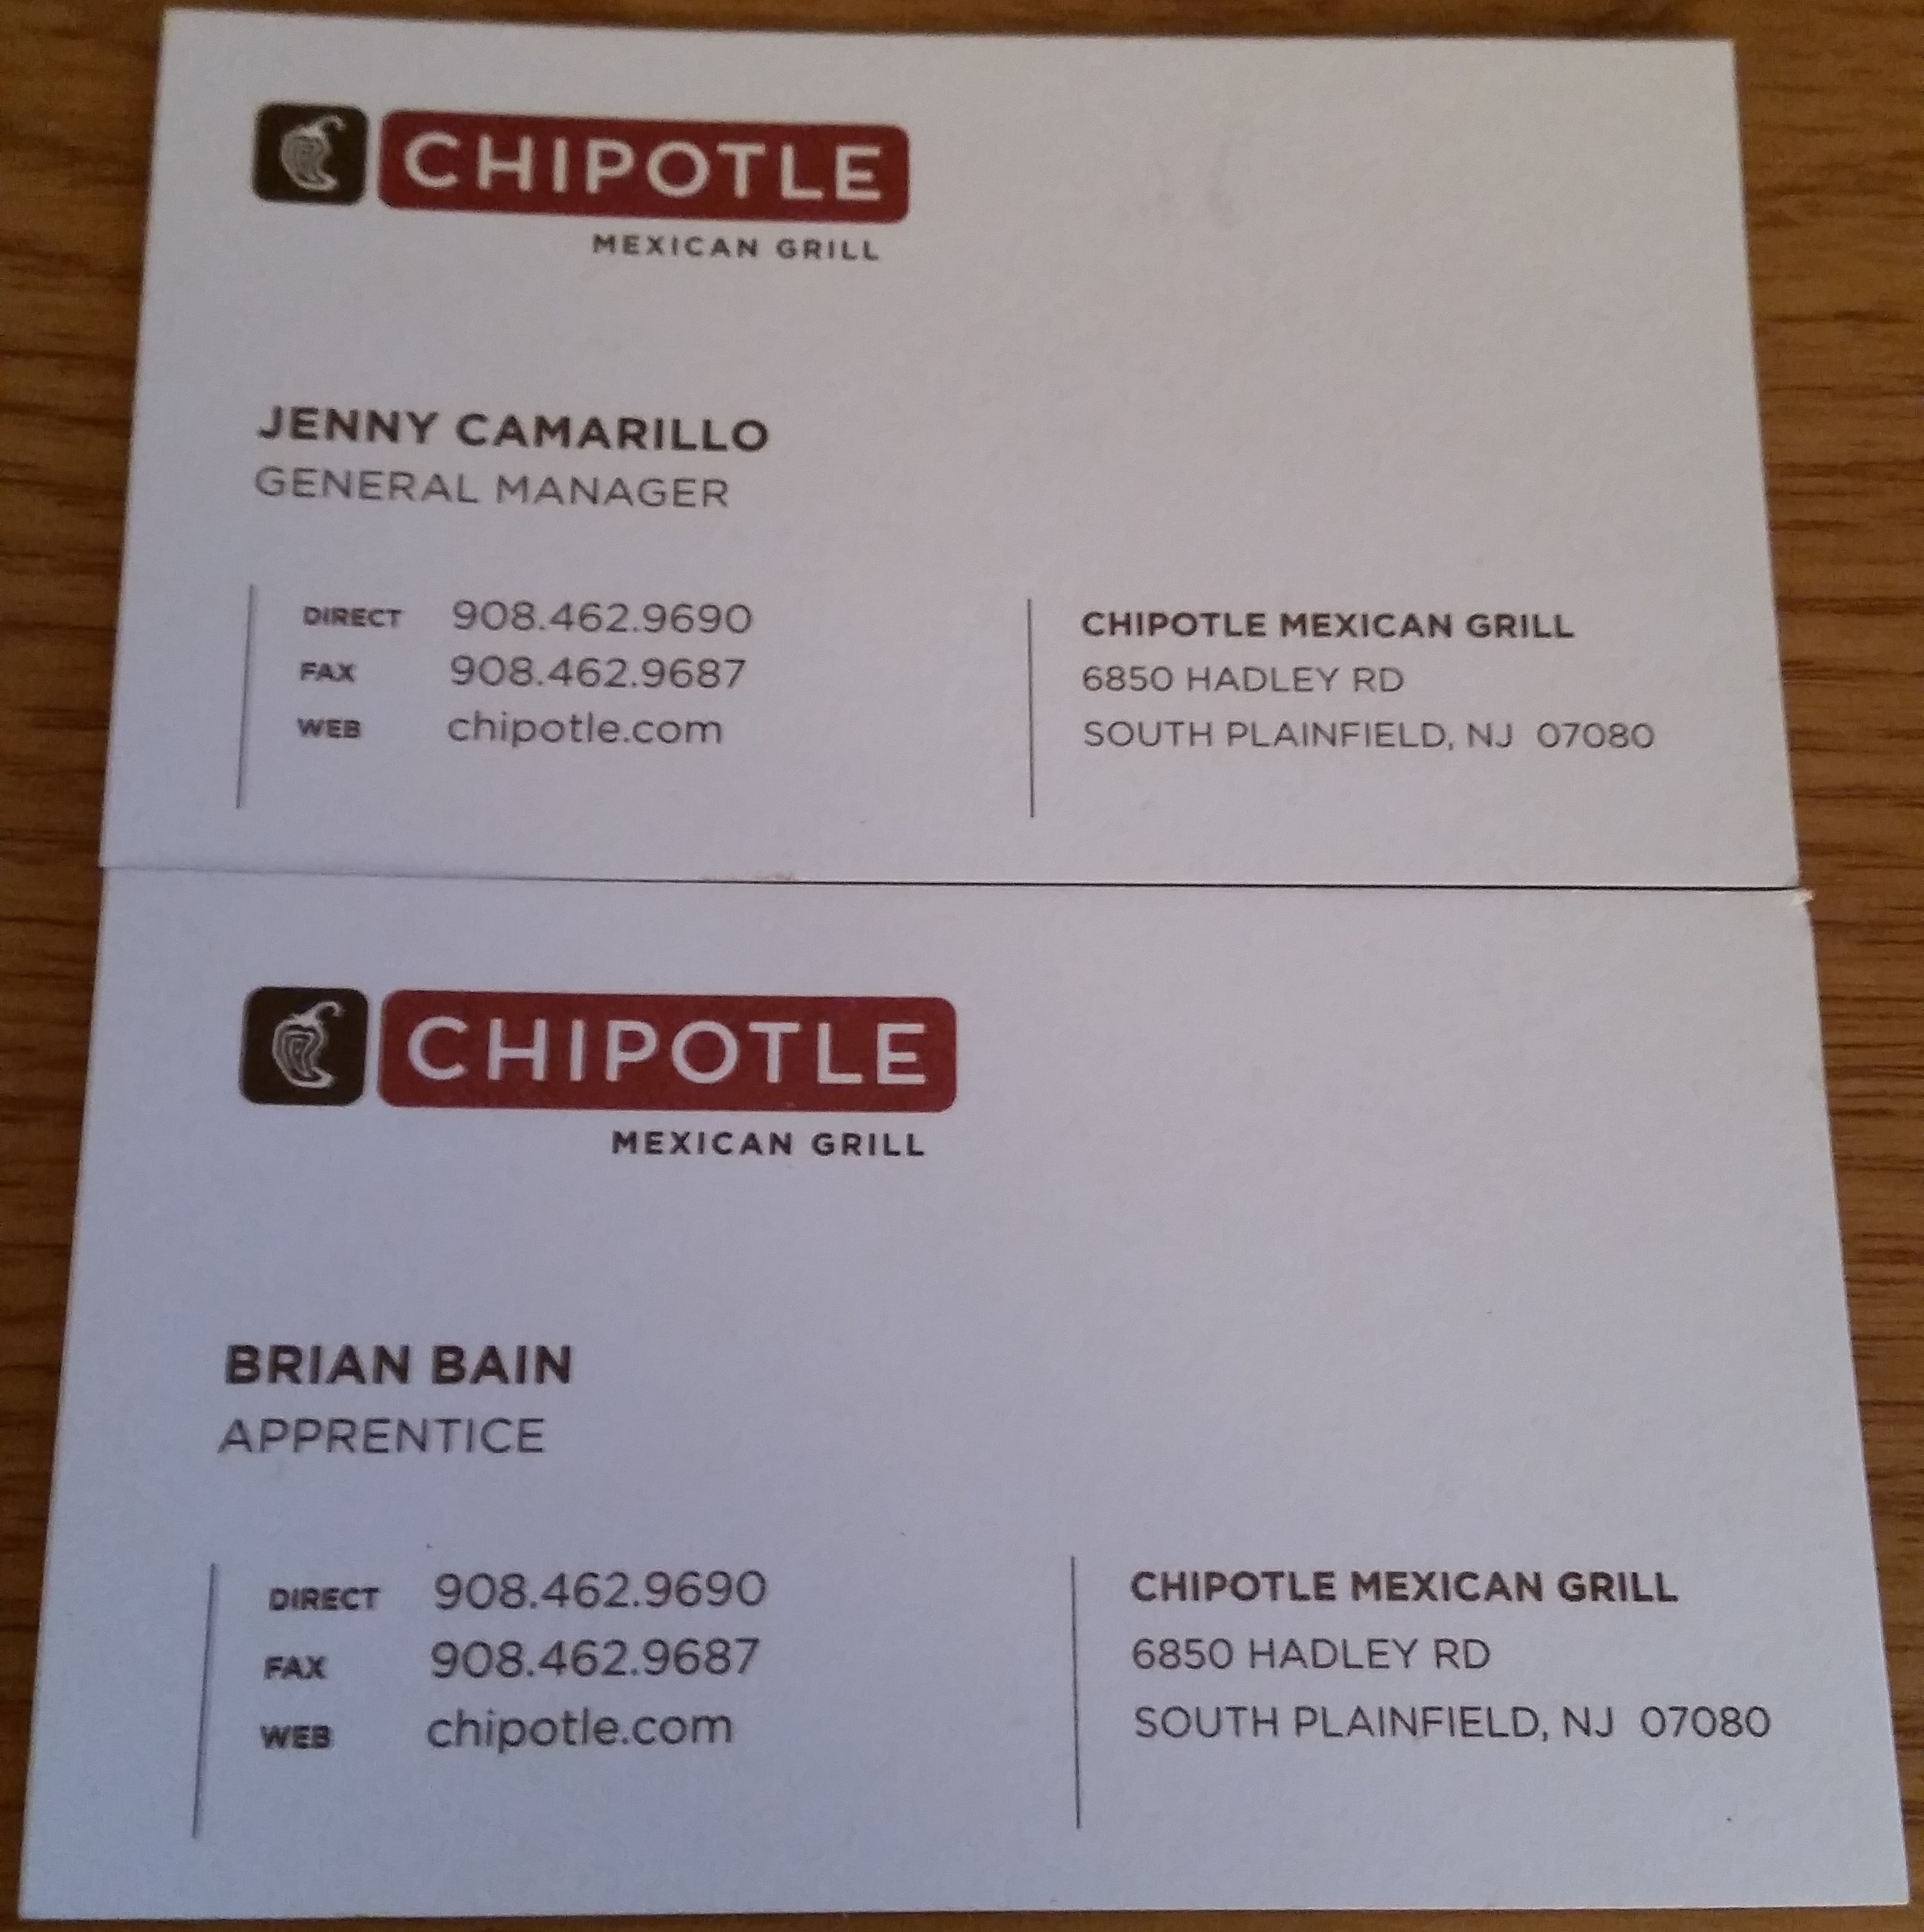 CHIPOTLE
MEXICAN GRILL
JENNY CAMARILLO
GENERAL MANAGER
DIRECT 908.462.9690
FAX 908.462.9687
WEB chipotle.com
CHIPOTLE MEXICAN GRILL
6850 HADLEY RD
SOUTH PLAINFIELD, NJ 07080
CHIPOTLE
MEXICAN GRILL
BRIAN BAIN
APPRENTICE
DIRECT 908.462.9690
FAX 908.462.9687
WEB chipotle.com
CHIPOTLE MEXICAN GRILL
6850 HADLEY RD
SOUTH PLAINFIELD, NJ 07080